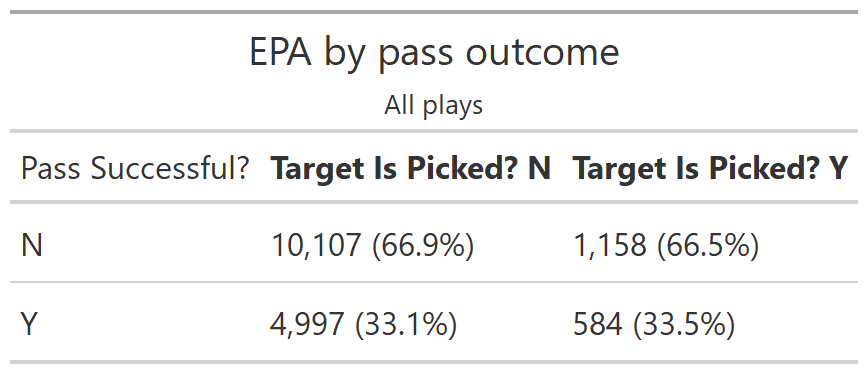 EPA by pass outcome
All plays
Pass Successful? Target Is Picked? N Target Is Picked? Y
N 10,107 (66.9%) 1,158 (66.5%)
Y 4,997 (33.1%) 584 (33.5%)